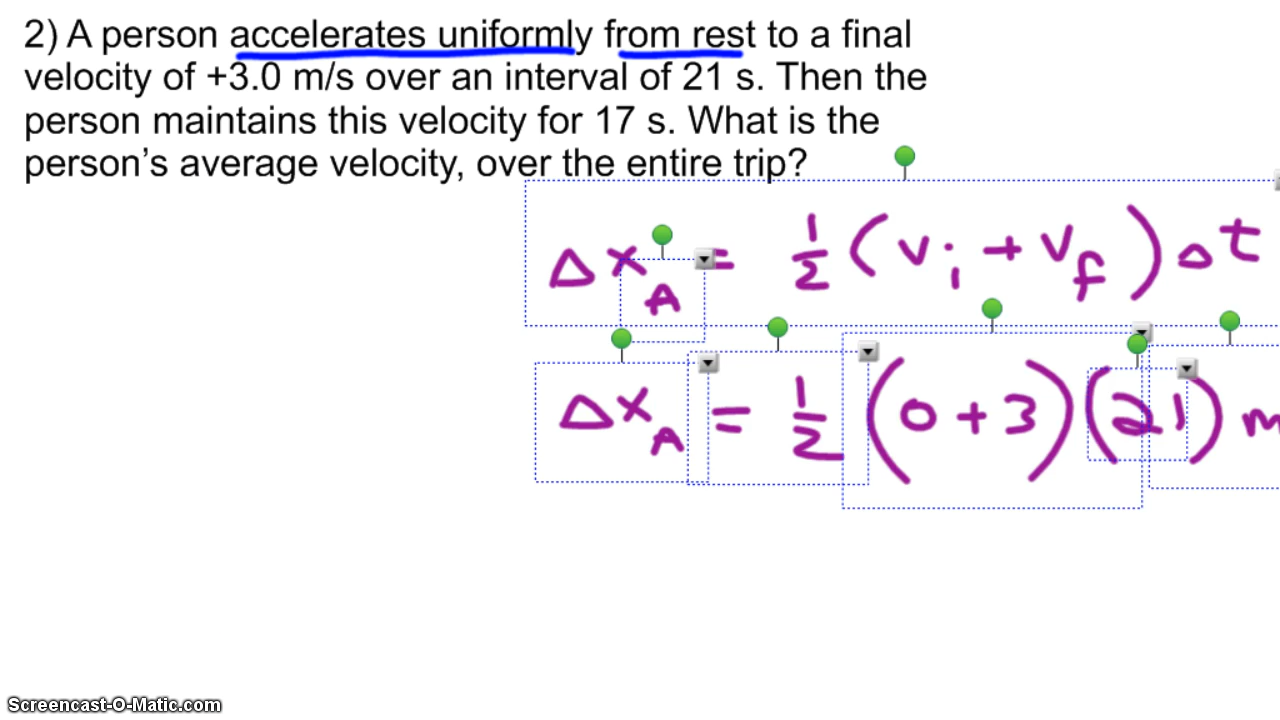 2) A person accelerates uniformly from rest to a final
velocity of +3.0 m/s over an interval of 21 s. Then the
person maintains this velocity for 17 s. What is the
person’s average velocity, over the entire trip?
Δx_A = 1/2 (v_i + v_f) Δt
Δx_A = 1/2 (0 + 3)(21) m
Screencast-O-Matic.com